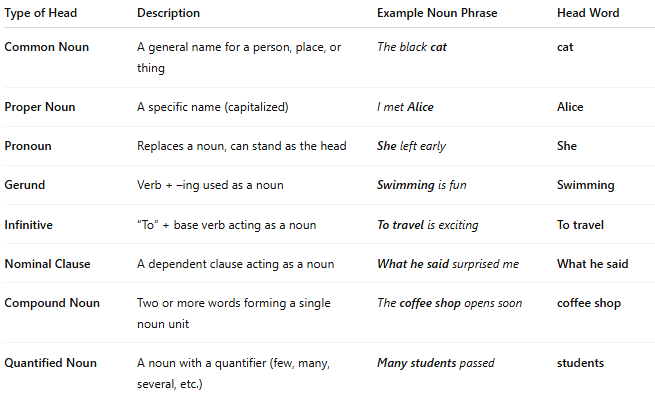 Type of Head Description Example Noun Phrase Head Word
Common Noun A general name for a person, place, or The black cat cat
thing
Proper Noun A specific name (capitalized) I met Alice Alice
Pronoun Replaces a noun, can stand as the head She left early She
Gerund Verb + –ing used as a noun Swimming is fun Swimming
Infinitive “To” + base verb acting as a noun To travel is exciting To travel
Nominal Clause A dependent clause acting as a noun What he said surprised me What he said
Compound Noun Two or more words forming a single The coffee shop opens soon coffee shop
noun unit
Quantified Noun A noun with a quantifier (few, many, Many students passed students
several, etc.)